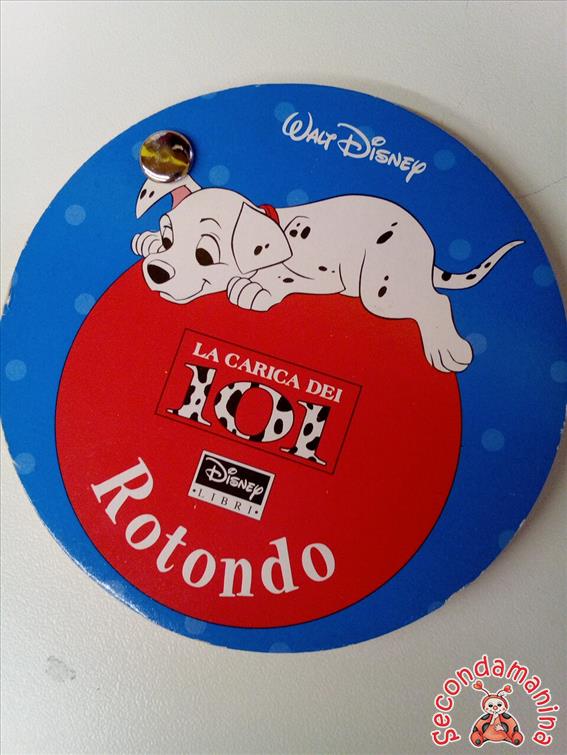 WALT DISNEY
LA CARICA DEI
101
DISNEY
• LIBRI •
Rotondo
Secondamanina